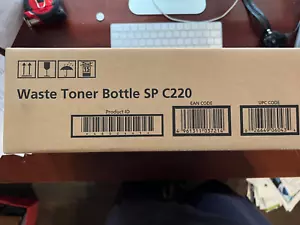 Waste Toner Bottle SP C220
Product ID
EAN CODE
UPC CODE